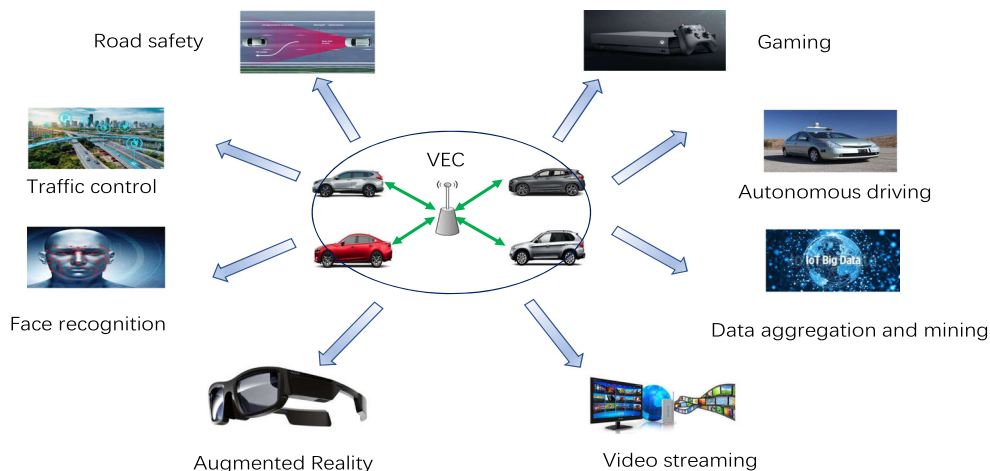 Road safety
Gaming
VEC
Traffic control
Autonomous driving
IoT Big Data
Face recognition
Data aggregation and mining
Augmented Reality
Video streaming